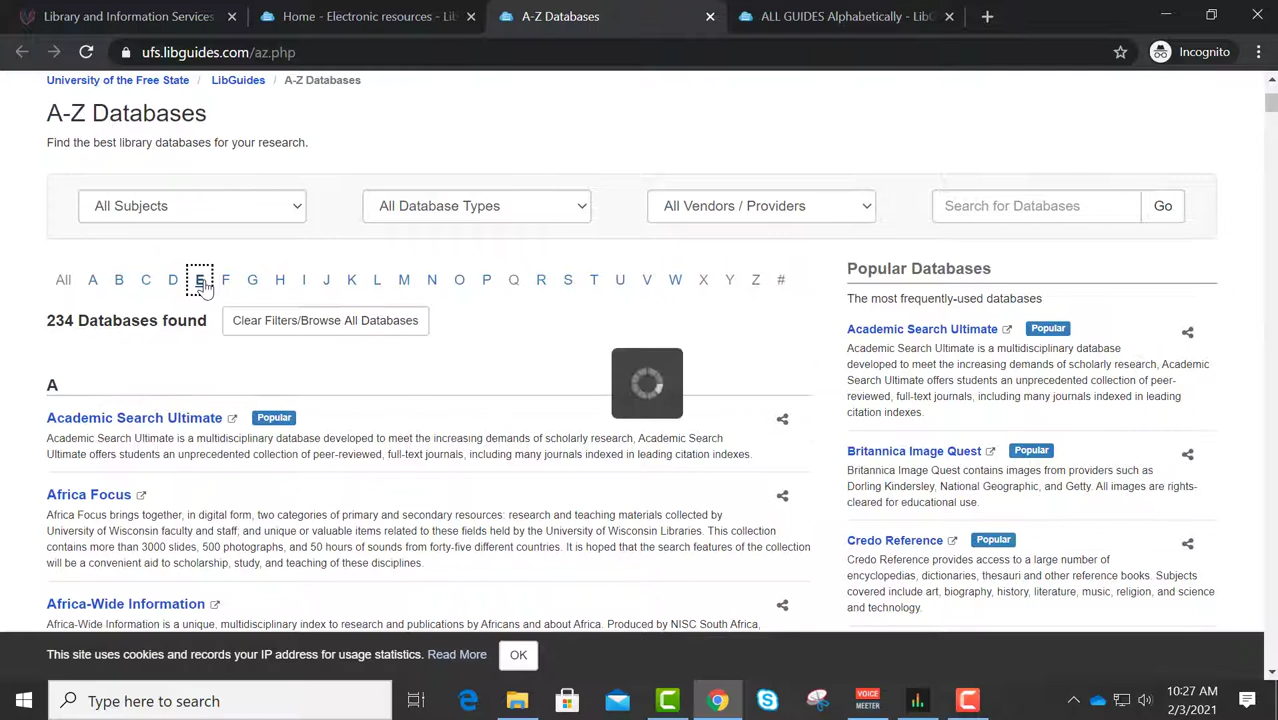 Library and Information Services
Home - Electronic resources - Lib
A-Z Databases
ALL GUIDES Alphabetically - LibG
ufs.libguides.com/az.php
Incognito
University of the Free State / LibGuides / A-Z Databases
A-Z Databases
Find the best library databases for your research.
All Subjects
All Database Types
All Vendors / Providers
Search for Databases
Go
All A B C D E F G H I J K L M N O P Q R S T U V W X Y Z #
234 Databases found
Clear Filters/Browse All Databases
A
Academic Search Ultimate Popular
Academic Search Ultimate is a multidisciplinary database developed to meet the increasing demands of scholarly research, Academic
Search Ultimate offers students an unprecedented collection of peer-reviewed, full-text journals, including many journals indexed in leading citation indexes.
Africa Focus
Africa Focus brings together, in digital form, two categories of primary and secondary resources: research and teaching materials collected by
University of Wisconsin faculty and staff, and unique or valuable items related to these fields held by the University of Wisconsin Libraries. This collection
contains more than 3000 slides, 500 photographs, and 50 hours of sounds from forty-five different countries. It is hoped that the search features of the collection
will be a convenient aid to scholarship, study, and teaching of these disciplines.
Africa-Wide Information
Africa-Wide Information is a unique, multidisciplinary index to research and publications by Africans and about Africa. Produced by NISC South Africa,
Popular Databases
The most frequently-used databases
Academic Search Ultimate Popular
Academic Search Ultimate is a multidisciplinary database
developed to meet the increasing demands of scholarly research, Academic
Search Ultimate offers students an unprecedented collection of peer-
reviewed, full-text journals, including many journals indexed in leading
citation indexes.
Britannica Image Quest Popular
Britannica Image Quest contains images from providers such as
Dorling Kindersley, National Geographic, and Getty. All images are rights-
cleared for educational use.
Credo Reference Popular
Credo Reference provides access to a large number of
encyclopedias, dictionaries, thesauri and other reference books. Subjects
covered include art, biography, history, literature, music, religion, and science
and technology.
This site uses cookies and records your IP address for usage statistics. Read More
OK
Type here to search
VOICE
MEETER
10:27 AM
2/3/2021